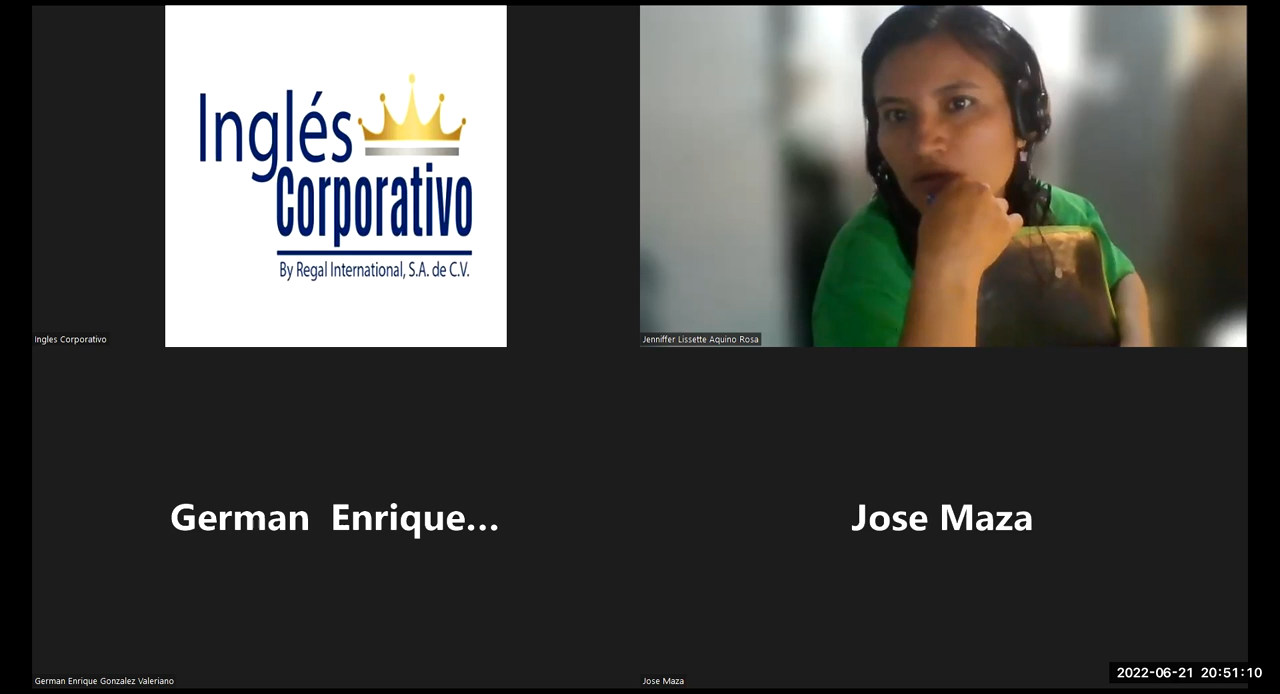 Inglés
Corporativo
By Regal International, S.A. de C.V.
Ingles Corporativo
Jenniffer Lissette Aquino Rosa
German Enrique...
Jose Maza
German Enrique Gonzalez Valeriano
Jose Maza
2022-06-21 20:51:10